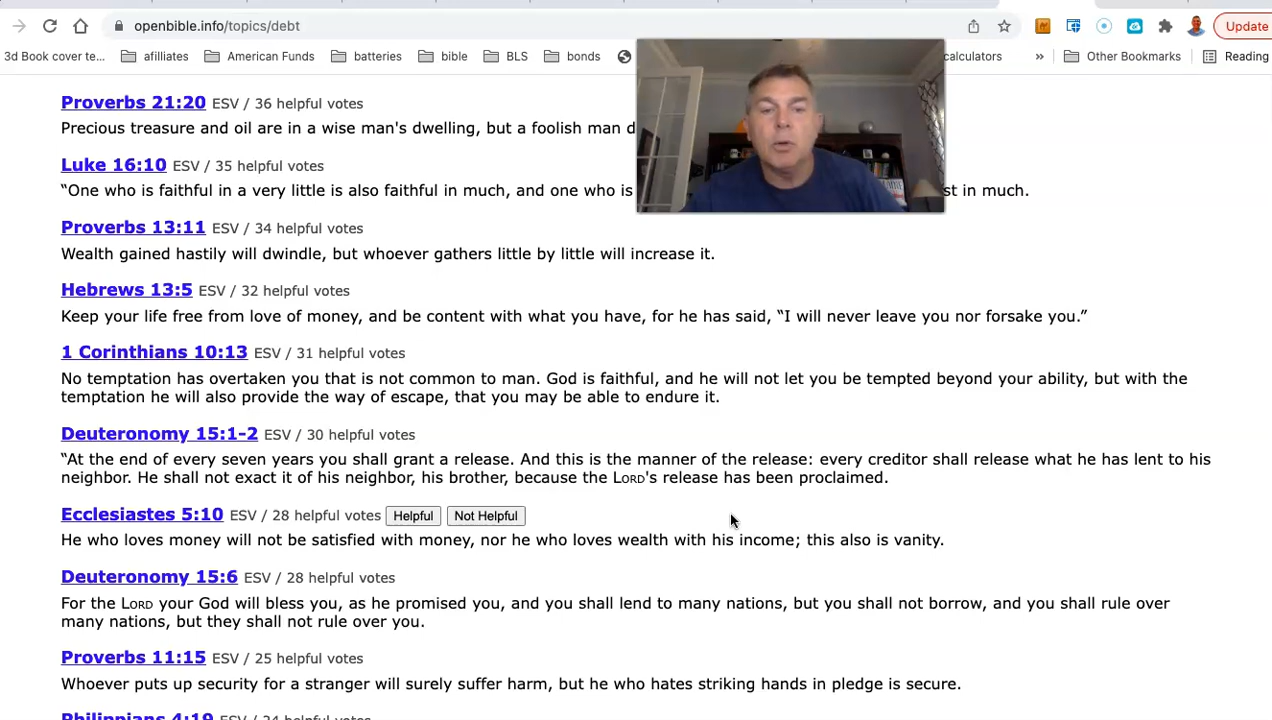 openbible.info/topics/debt
Update
3d Book cover te...
afilliates
American Funds
batteries
bible
BLS
bonds
calculators
»
Other Bookmarks
Reading
Proverbs 21:20 ESV / 36 helpful votes
Precious treasure and oil are in a wise man's dwelling, but a foolish man d
Luke 16:10 ESV / 35 helpful votes
“One who is faithful in a very little is also faithful in much, and one who is st in much.
Proverbs 13:11 ESV / 34 helpful votes
Wealth gained hastily will dwindle, but whoever gathers little by little will increase it.
Hebrews 13:5 ESV / 32 helpful votes
Keep your life free from love of money, and be content with what you have, for he has said, “I will never leave you nor forsake you.”
1 Corinthians 10:13 ESV / 31 helpful votes
No temptation has overtaken you that is not common to man. God is faithful, and he will not let you be tempted beyond your ability, but with the
temptation he will also provide the way of escape, that you may be able to endure it.
Deuteronomy 15:1-2 ESV / 30 helpful votes
“At the end of every seven years you shall grant a release. And this is the manner of the release: every creditor shall release what he has lent to his
neighbor. He shall not exact it of his neighbor, his brother, because the LORD's release has been proclaimed.
Ecclesiastes 5:10 ESV / 28 helpful votes Helpful Not Helpful
He who loves money will not be satisfied with money, nor he who loves wealth with his income; this also is vanity.
Deuteronomy 15:6 ESV / 28 helpful votes
For the LORD your God will bless you, as he promised you, and you shall lend to many nations, but you shall not borrow, and you shall rule over
many nations, but they shall not rule over you.
Proverbs 11:15 ESV / 25 helpful votes
Whoever puts up security for a stranger will surely suffer harm, but he who hates striking hands in pledge is secure.
Philippians 4:19 ESV / 24 helpful votes